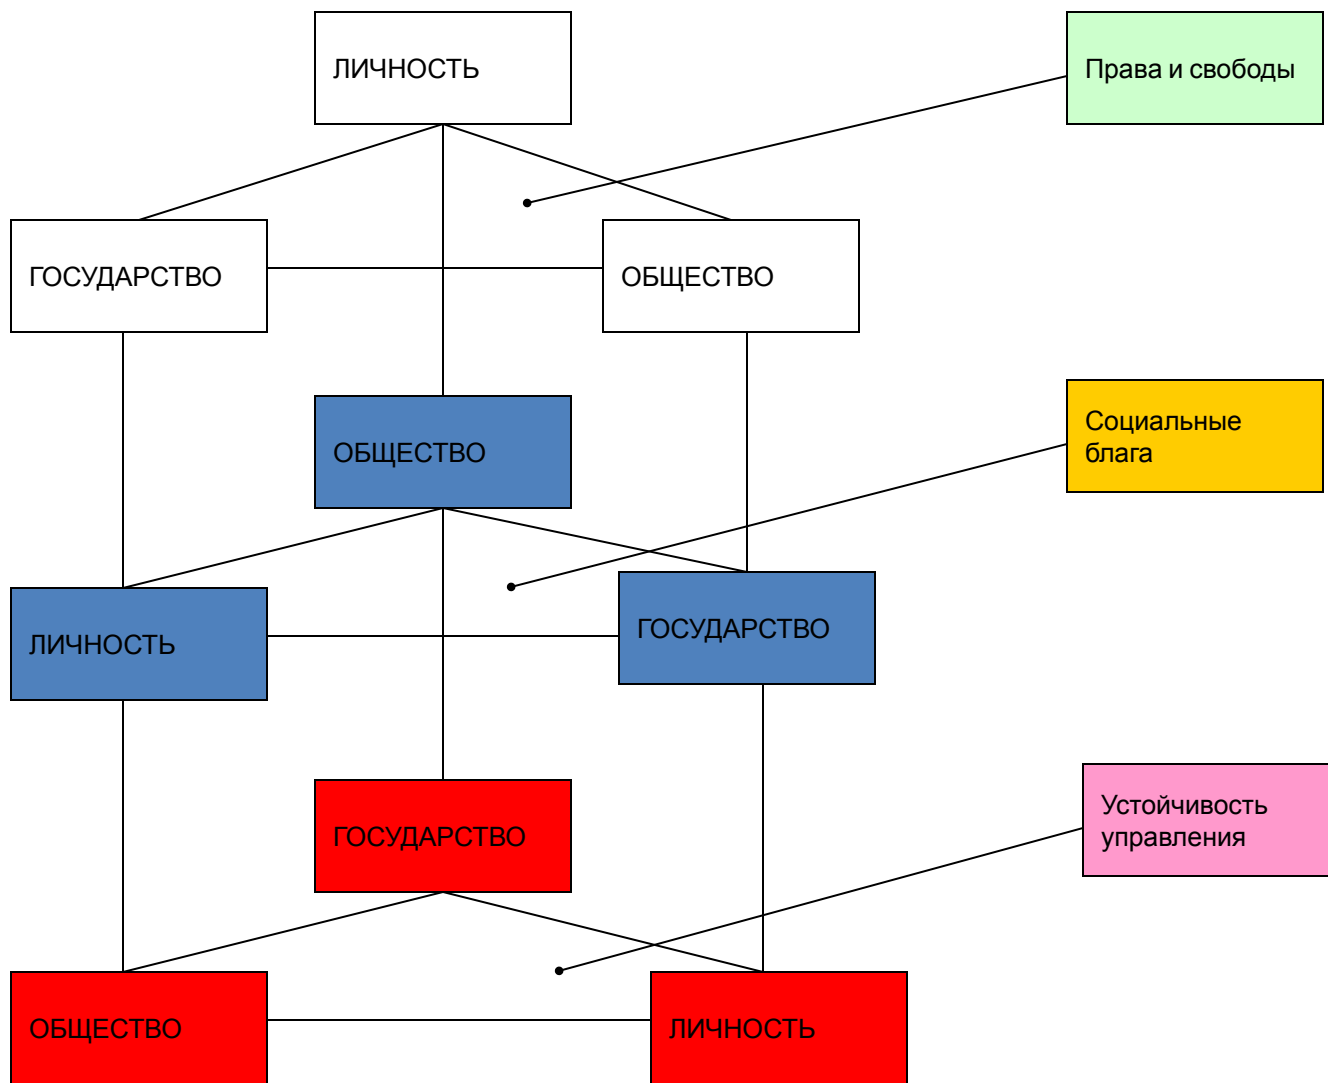 ЛИЧНОСТЬ
Права и свободы
ГОСУДАРСТВО
ОБЩЕСТВО
ОБЩЕСТВО
Социальные
блага
ЛИЧНОСТЬ
ГОСУДАРСТВО
ГОСУДАРСТВО
Устойчивость
управления
ОБЩЕСТВО
ЛИЧНОСТЬ